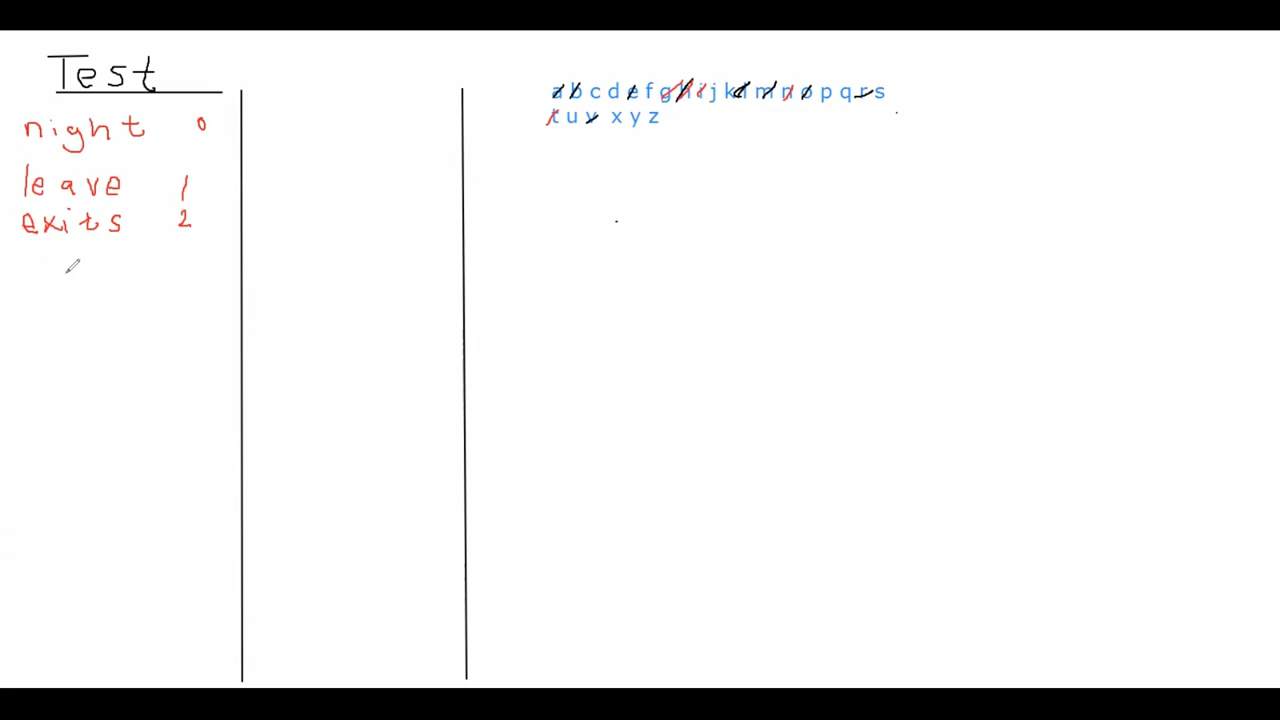 Test
night 0
leave 1
exits 2
a b c d e f g h i j k l m n o p q r s
t u v x y z